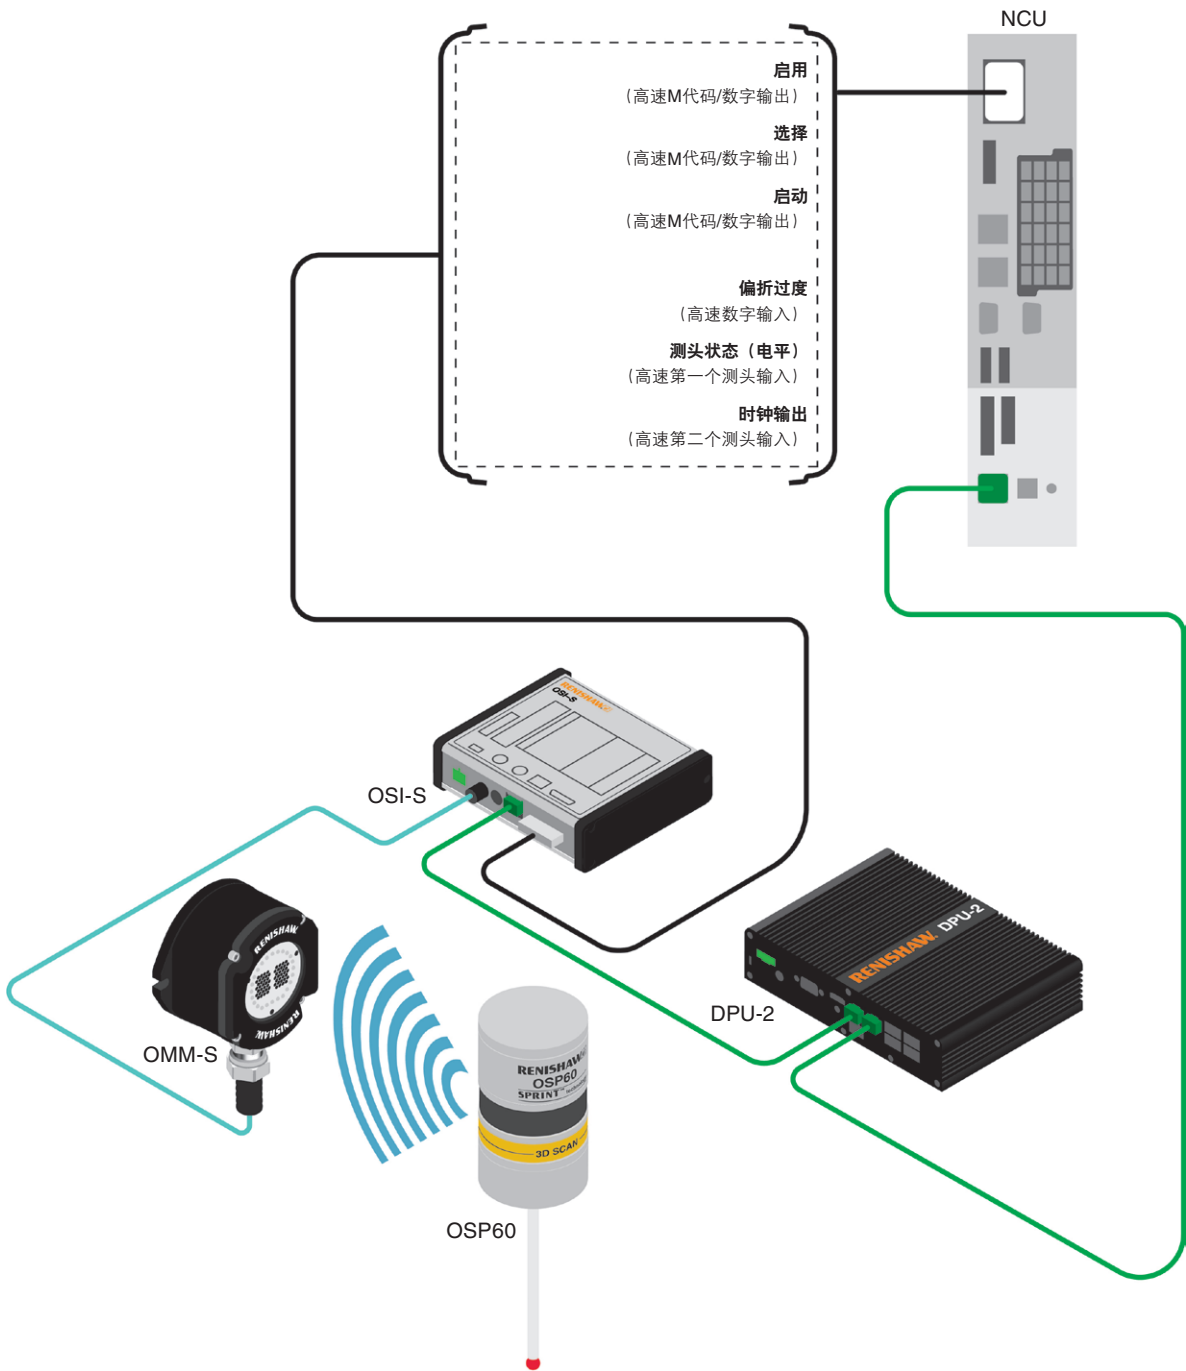 NCU
启用
（高速M代码/数字输出）
选择
（高速M代码/数字输出）
启动
（高速M代码/数字输出）
偏折过度
（高速数字输入）
测头状态（电平）
（高速第一个测头输入）
时钟输出
（高速第二个测头输入）
RENISHAW
OSI-S
OSI-S
RENISHAW.
RENISHAW.
OMM-S
RENISHAW. DPU-2
DPU-2
RENISHAW
OSP60
SPRINT™
3D SCAN
OSP60